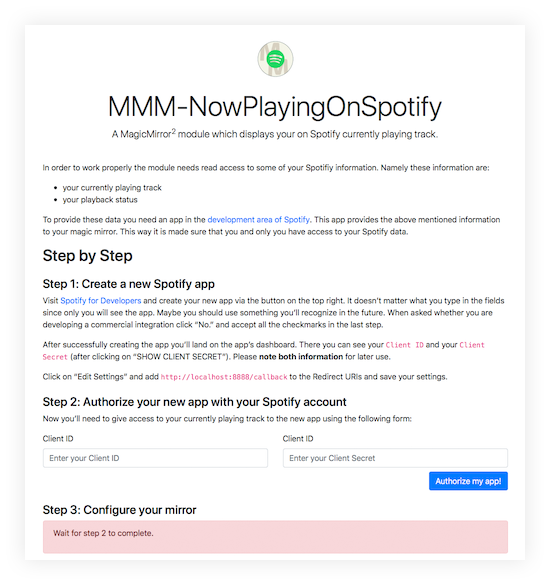 MMM-NowPlayingOnSpotify
A MagicMirror2 module which displays your on Spotify currently playing track.
In order to work properly the module needs read access to some of your Spotifiy information. Namely these information are:
• your currently playing track
• your playback status
To provide these data you need an app in the development area of Spotify. This app provides the above mentioned information
to your magic mirror. This way it is made sure that you and only you have access to your Spotify data.
Step by Step
Step 1: Create a new Spotify app
Visit Spotify for Developers and create your new app via the button on the top right. It doesn't matter what you type in the fields
since only you will see the app. Maybe you should use something you'll recognize in the future. When asked whether you are
developing a commercial integration click “No.” and accept all the checkmarks in the last step.
After successfully creating the app you'll land on the app's dashboard. There you can see your Client ID and your Client
Secret (after clicking on “SHOW CLIENT SECRET”). Please note both information for later use.
Click on “Edit Settings” and add http://localhost:8888/callback to the Redirect URIs and save your settings.
Step 2: Authorize your new app with your Spotify account
Now you'll need to give access to your currently playing track to the new app using the following form:
Client ID Client ID
Enter your Client ID Enter your Client Secret
Authorize my app!
Step 3: Configure your mirror
Wait for step 2 to complete.